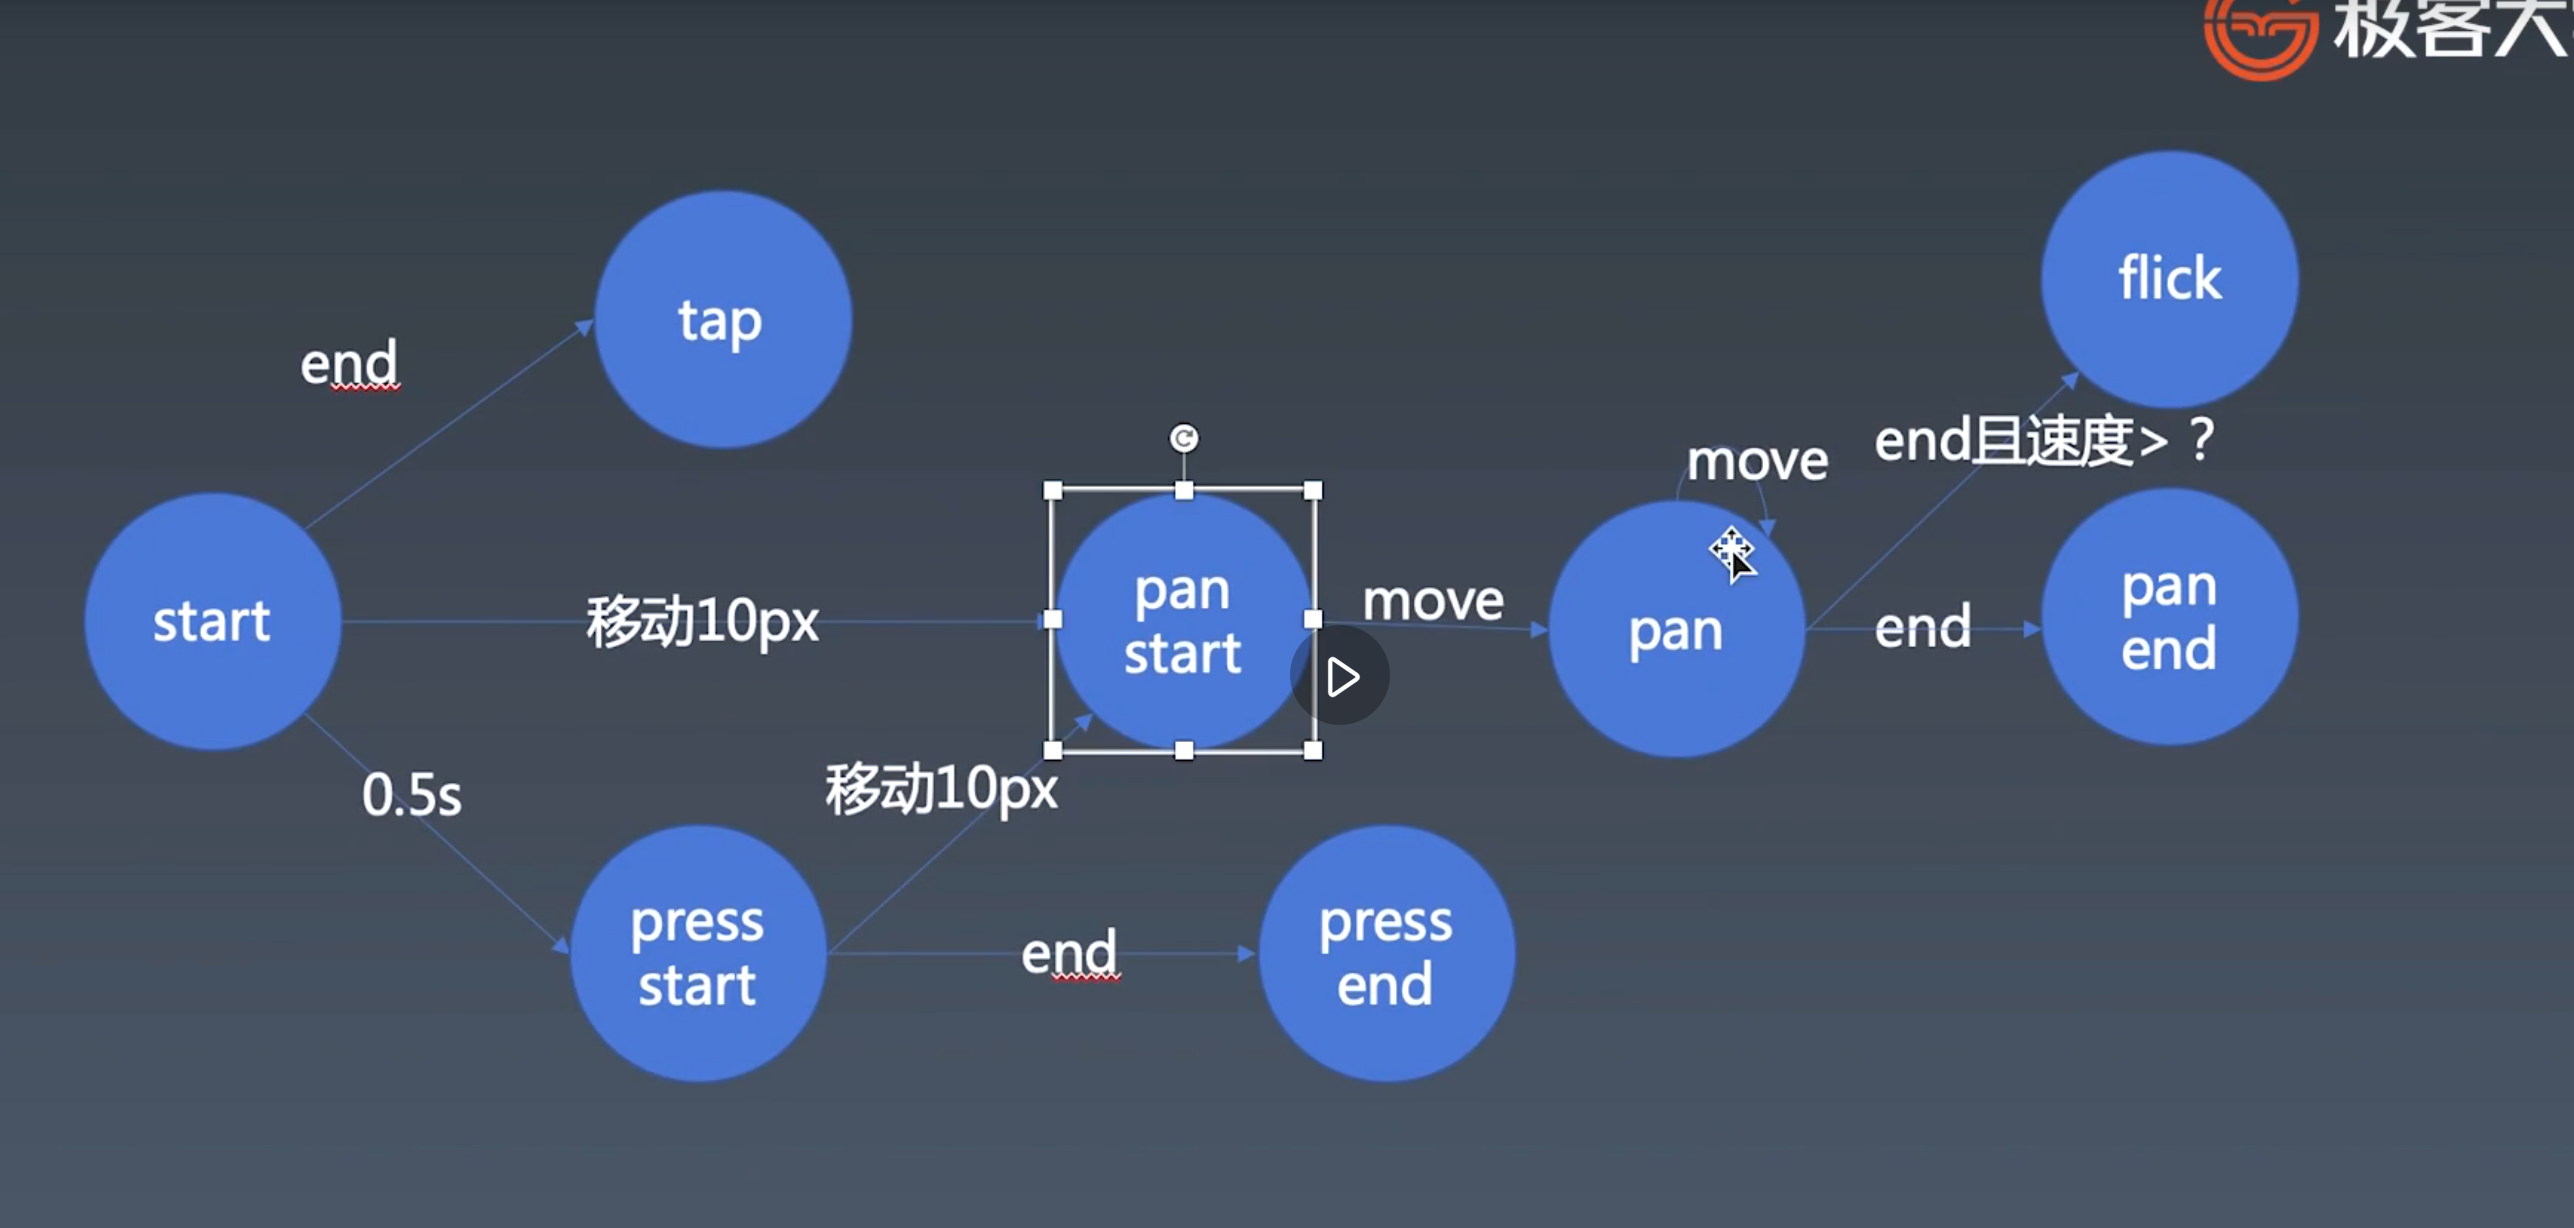 极客大
flick
tap
end
end且速度>？
move
pan
start
move
pan
end
start
移动10px
pan
end
0.5s
移动10px
press
start
end
press
end